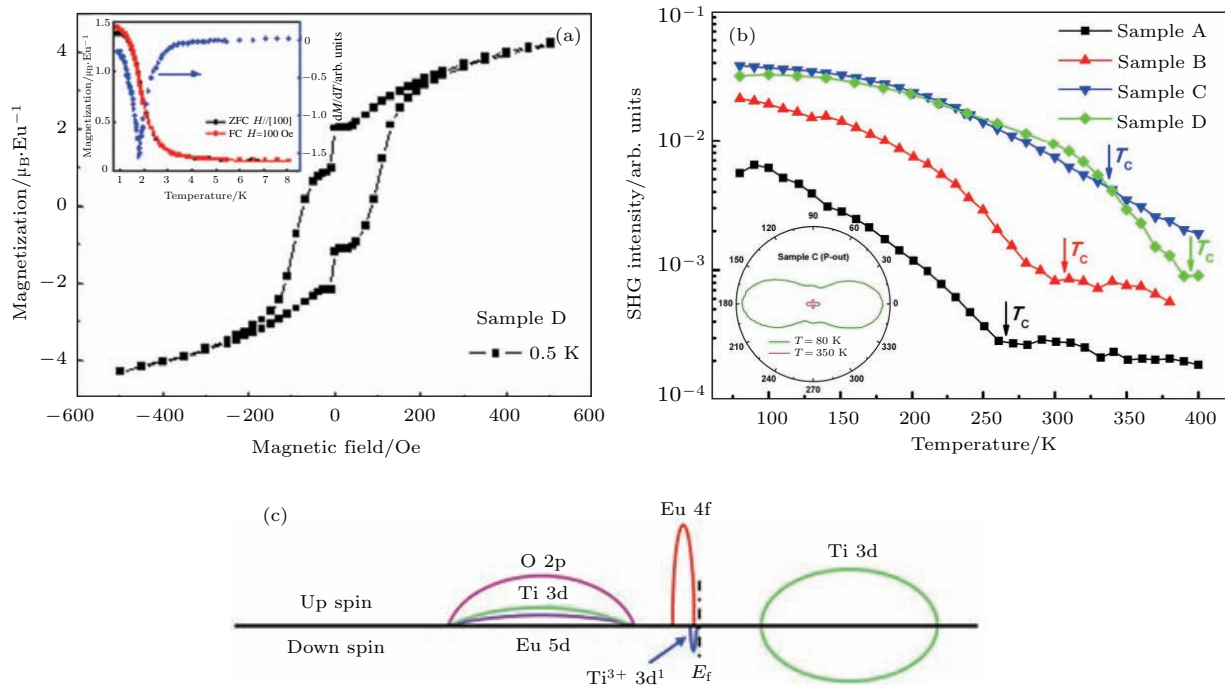 (a)
Magnetization/μB·Eu−1
4
2
0
−2
−4
−600
−400
−200
0
200
400
600
Magnetic field/Oe
Sample D
0.5 K
Magnetization/μB·Eu−1
1.5
1.0
0.5
0
1 2 3 4 5 6 7 8
Temperature/K
0
−0.5
−1.0
−1.5
dM/dT/arb. units
ZFC H//[100]
FC H=100 Oe
(b)
SHG intensity/arb. units
10−1
10−2
10−3
10−4
100 150 200 250 300 350 400
Temperature/K
Sample A
Sample B
Sample C
Sample D
TC
TC
TC
TC
Sample C (P-out)
90
60
30
0
330
300
270
240
210
180
150
120
T = 80 K
T = 350 K
(c)
Up spin
Down spin
O 2p
Ti 3d
Eu 5d
Eu 4f
Ti3+ 3d1
Ef
Ti 3d